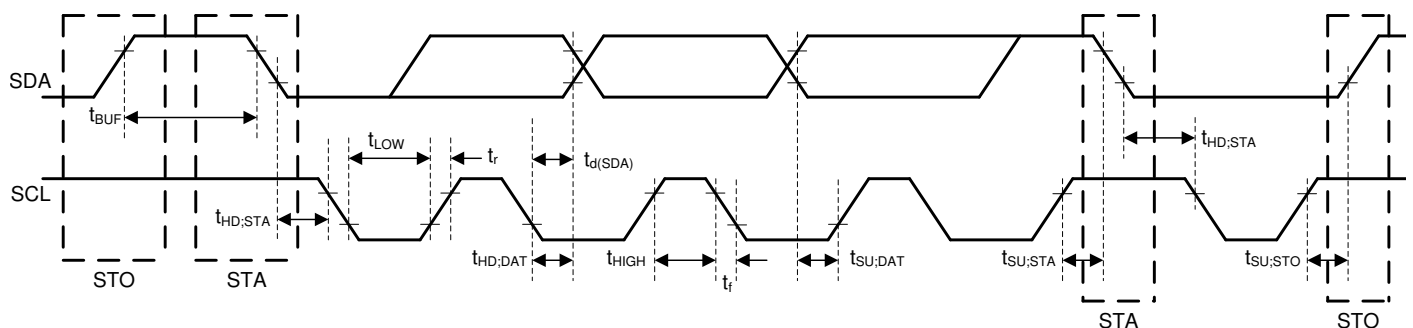 SDA
tBUF
tLOW
tr
td(SDA)
tHD;STA
SCL
tHD;STA
tHD;DAT
tHIGH
tf
tSU;DAT
tSU;STA
tSU;STO
STO
STA
STA
STO